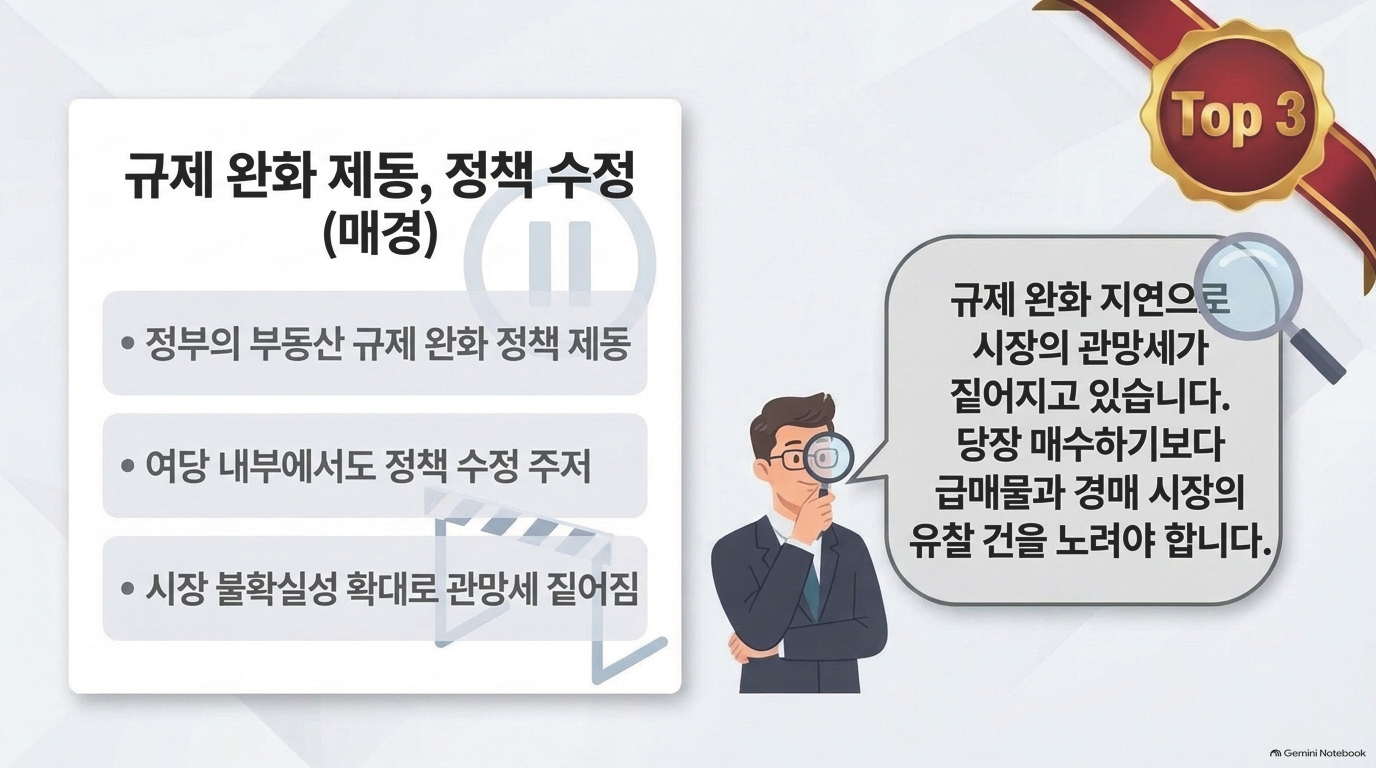 Top 3
규제 완화 제동, 정책 수정
(매경)
• 정부의 부동산 규제 완화 정책 제동
• 여당 내부에서도 정책 수정 주저
• 시장 불확실성 확대로 관망세 짙어짐
규제 완화 지연으로
시장의 관망세가
짙어지고 있습니다.
당장 매수하기보다
급매물과 경매 시장의
유찰 건을 노려야 합니다.
Gemini Notebook